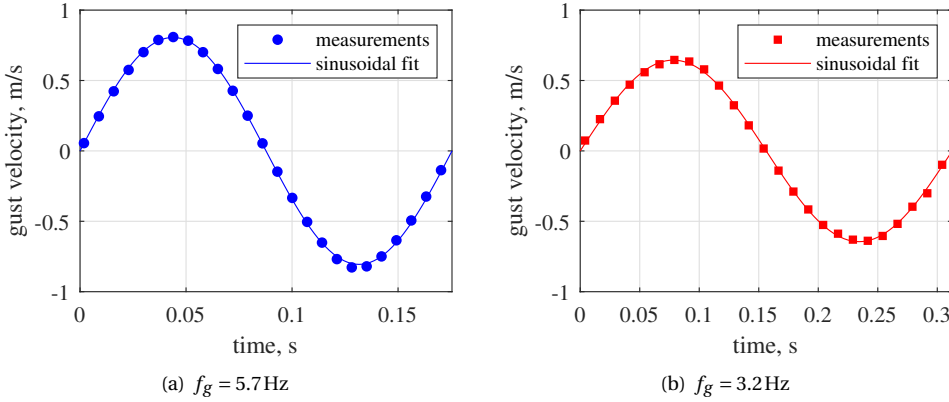 1
0.5
0
-0.5
-1
gust velocity, m/s
measurements
sinusoidal fit
0
0.05
0.1
0.15
time, s
(a) f_g = 5.7 Hz
1
0.5
0
-0.5
-1
gust velocity, m/s
measurements
sinusoidal fit
0
0.05
0.1
0.15
0.2
0.25
0.3
time, s
(b) f_g = 3.2 Hz